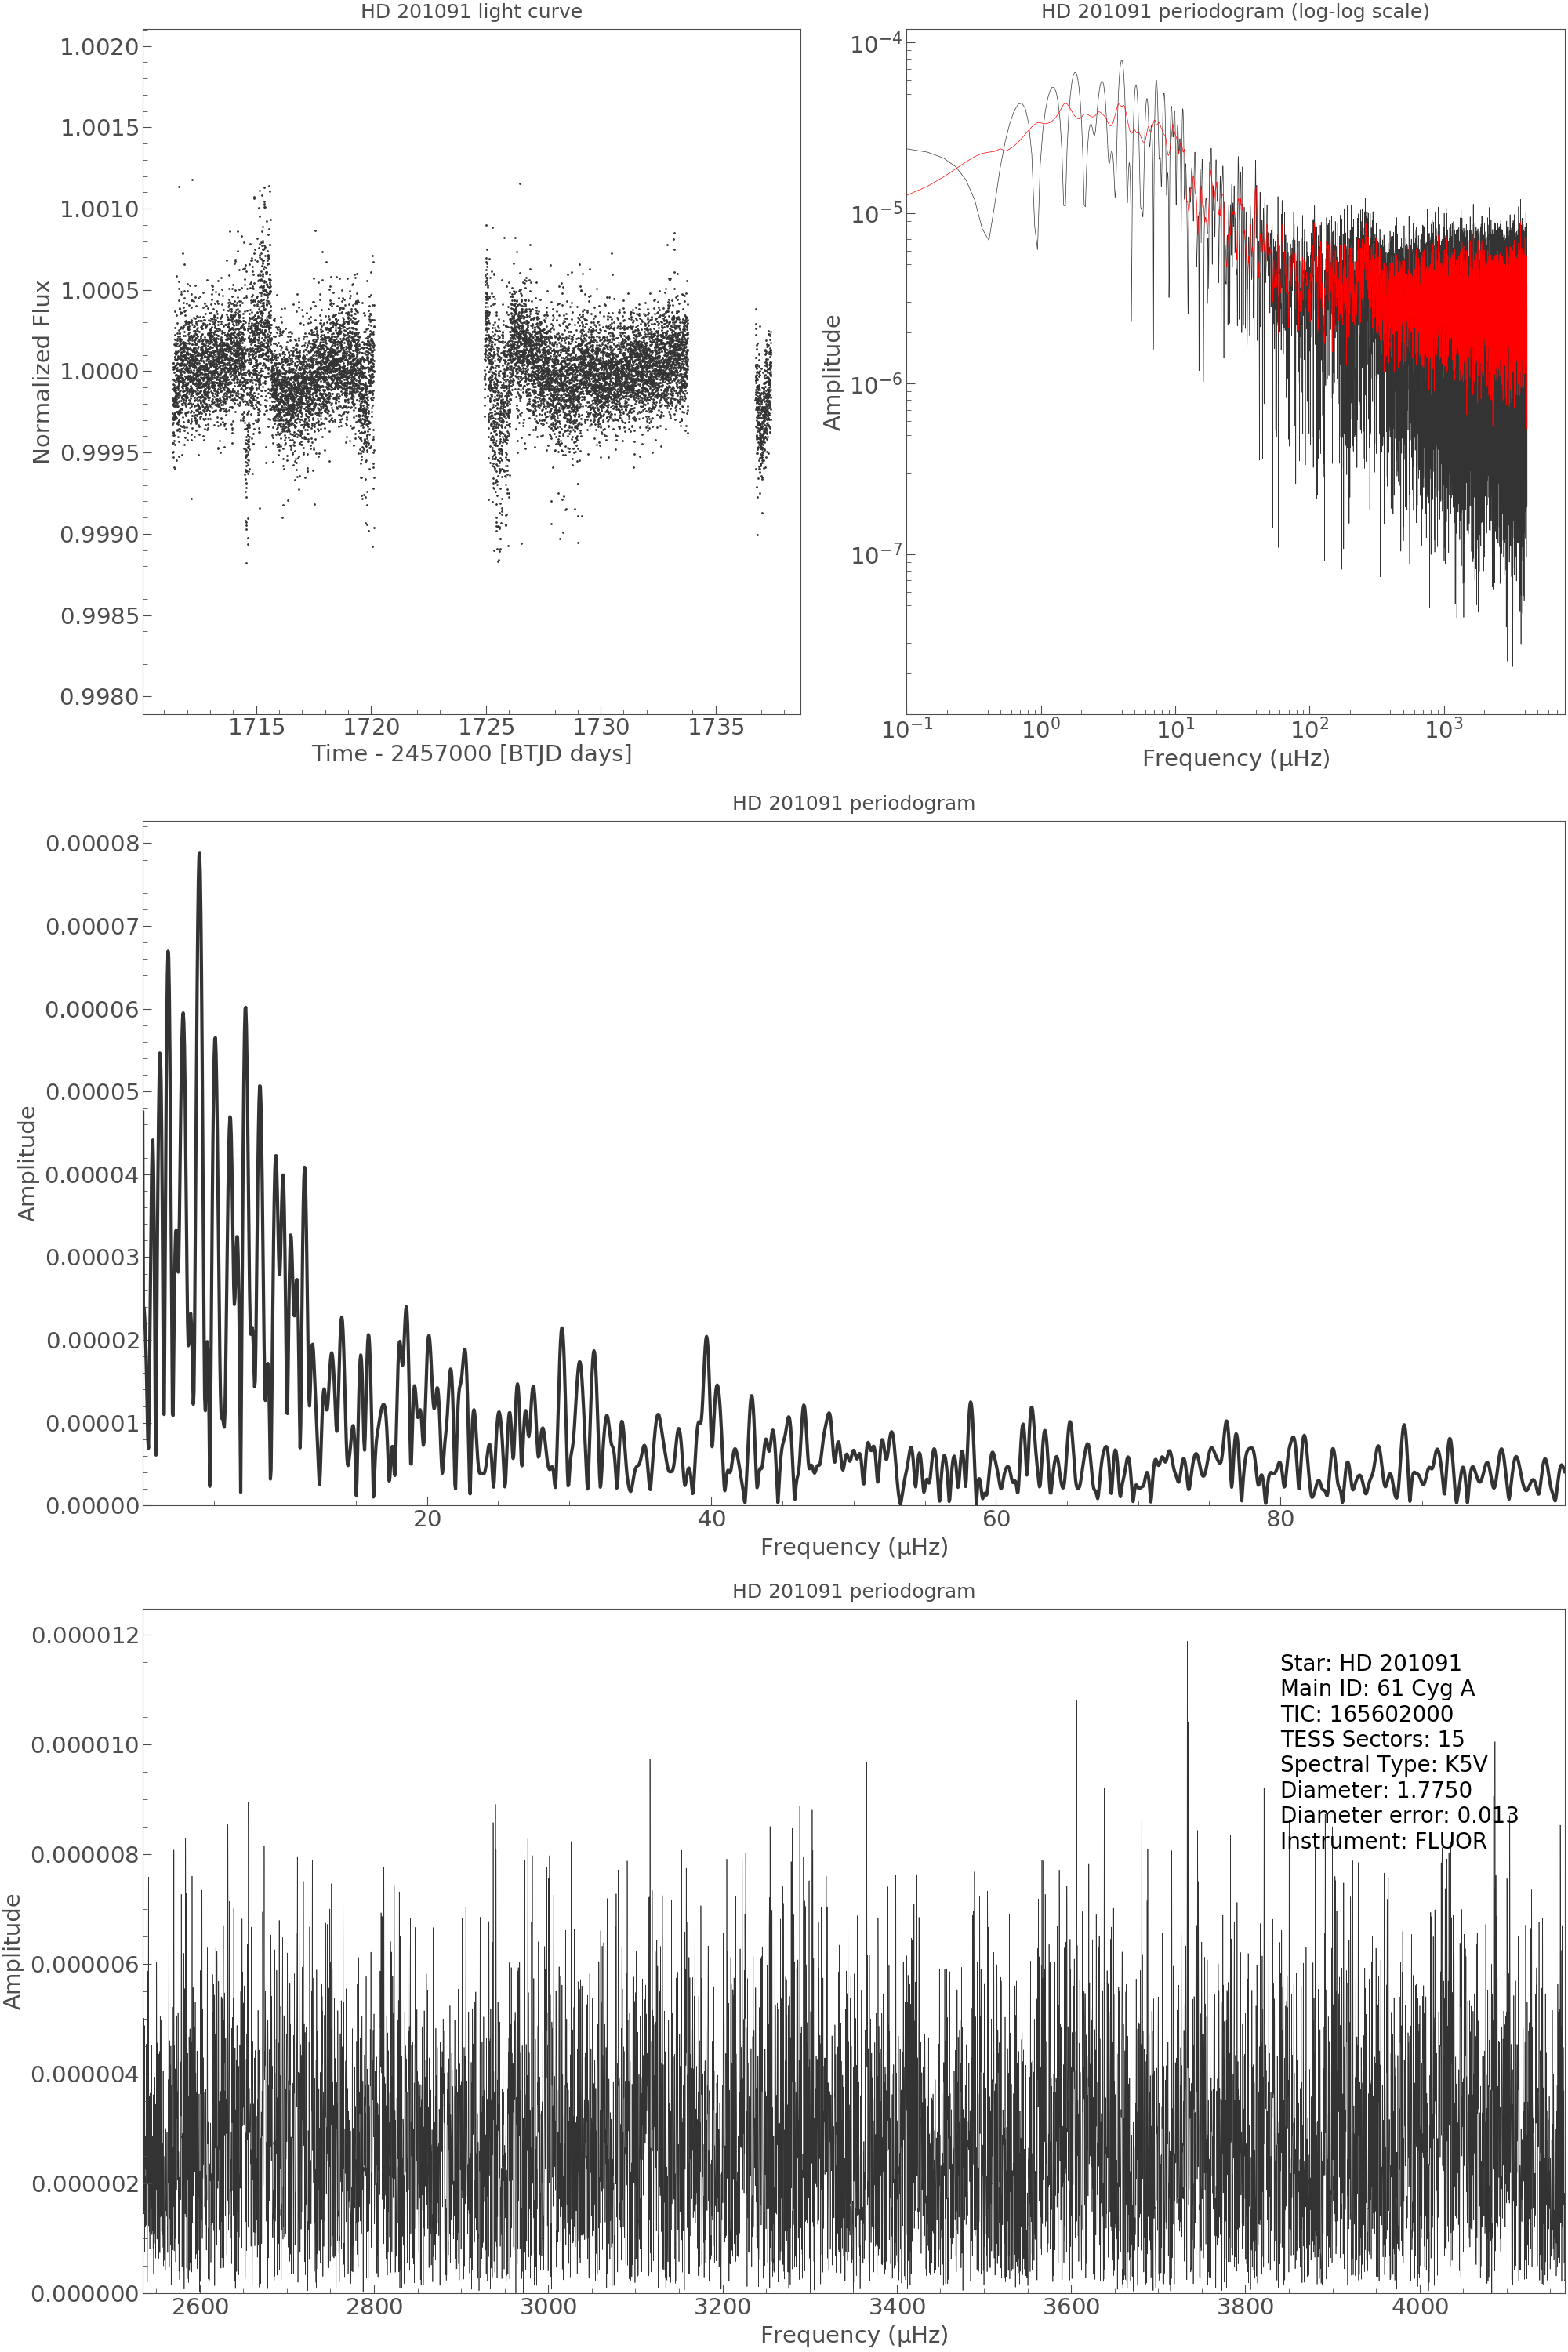 HD 201091 light curve
1.0020
1.0015
1.0010
1.0005
1.0000
0.9995
0.9990
0.9985
0.9980
Normalized Flux
1715 1720 1725 1730 1735
Time - 2457000 [BTJD days]
HD 201091 periodogram (log-log scale)
10⁻⁴
10⁻⁵
10⁻⁶
10⁻⁷
Amplitude
10⁻¹ 10⁰ 10¹ 10² 10³
Frequency (μHz)
HD 201091 periodogram
0.00008
0.00007
0.00006
0.00005
0.00004
0.00003
0.00002
0.00001
0.00000
Amplitude
20 40 60 80
Frequency (μHz)
HD 201091 periodogram
0.000012
0.000010
0.000008
0.000006
0.000004
0.000002
0.000000
Amplitude
Star: HD 201091
Main ID: 61 Cyg A
TIC: 165602000
TESS Sectors: 15
Spectral Type: K5V
Diameter: 1.7750
Diameter error: 0.013
Instrument: FLUOR
2600 2800 3000 3200 3400 3600 3800 4000
Frequency (μHz)